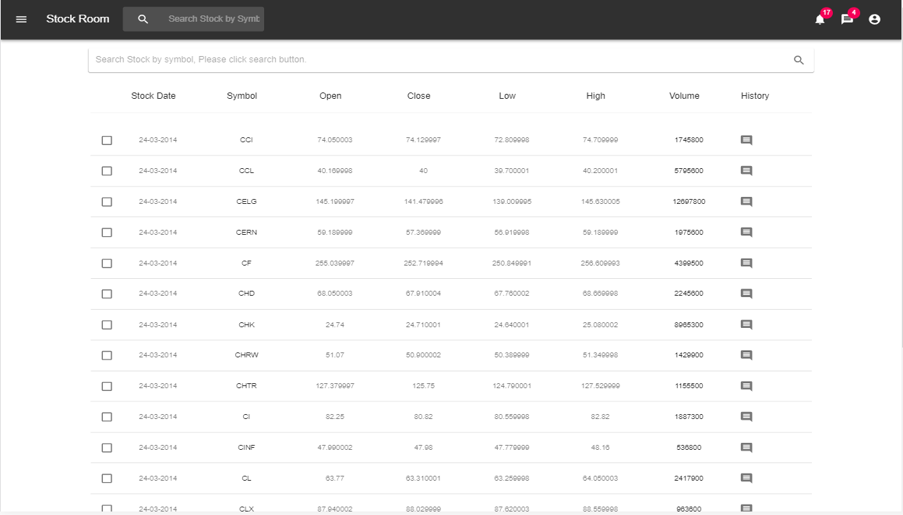 Stock Room Search Stock by Symb 17 4
Search Stock by symbol, Please click search button.
Stock Date Symbol Open Close Low High Volume History
24-03-2014 CCI 74.050003 74.129997 72.809998 74.709999 1745800
24-03-2014 CCL 40.169998 40 39.700001 40.200001 5795600
24-03-2014 CELG 145.199997 141.479996 139.009995 145.630005 12697800
24-03-2014 CERN 59.189999 57.369999 56.919998 59.189999 1975600
24-03-2014 CF 255.039997 252.719994 250.849991 256.609993 4399500
24-03-2014 CHD 68.050003 67.910004 67.760002 68.669998 2245600
24-03-2014 CHK 24.74 24.710001 24.640001 25.080002 8965300
24-03-2014 CHRW 51.07 50.900002 50.389999 51.349998 1429900
24-03-2014 CHTR 127.379997 125.75 124.790001 127.529999 1155500
24-03-2014 CI 82.25 80.82 80.559998 82.82 1887300
24-03-2014 CINF 47.990002 47.98 47.779999 48.16 536800
24-03-2014 CL 63.77 63.310001 63.259998 64.050003 2417900
24-03-2014 CLX 87.940002 88.029999 87.620003 88.559998 963600